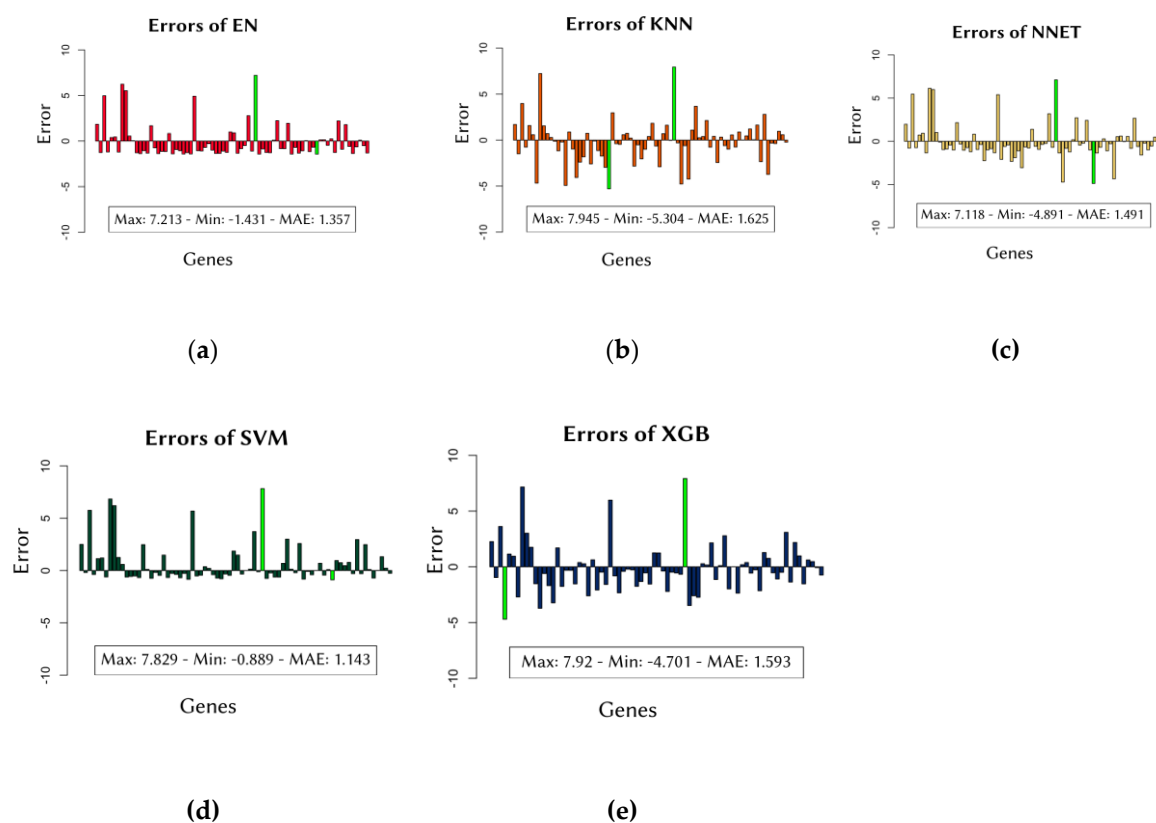 Errors of EN
10
5
0
-5
-10
Error
Max: 7.213 - Min: -1.431 - MAE: 1.357
Genes
(a)
Errors of KNN
10
5
0
-5
-10
Error
Max: 7.945 - Min: -5.304 - MAE: 1.625
Genes
(b)
Errors of NNET
10
5
0
-5
-10
Error
Max: 7.118 - Min: -4.891 - MAE: 1.491
Genes
(c)
Errors of SVM
10
5
0
-5
-10
Error
Max: 7.829 - Min: -0.889 - MAE: 1.143
Genes
(d)
Errors of XGB
10
5
0
-5
-10
Error
Max: 7.92 - Min: -4.701 - MAE: 1.593
Genes
(e)